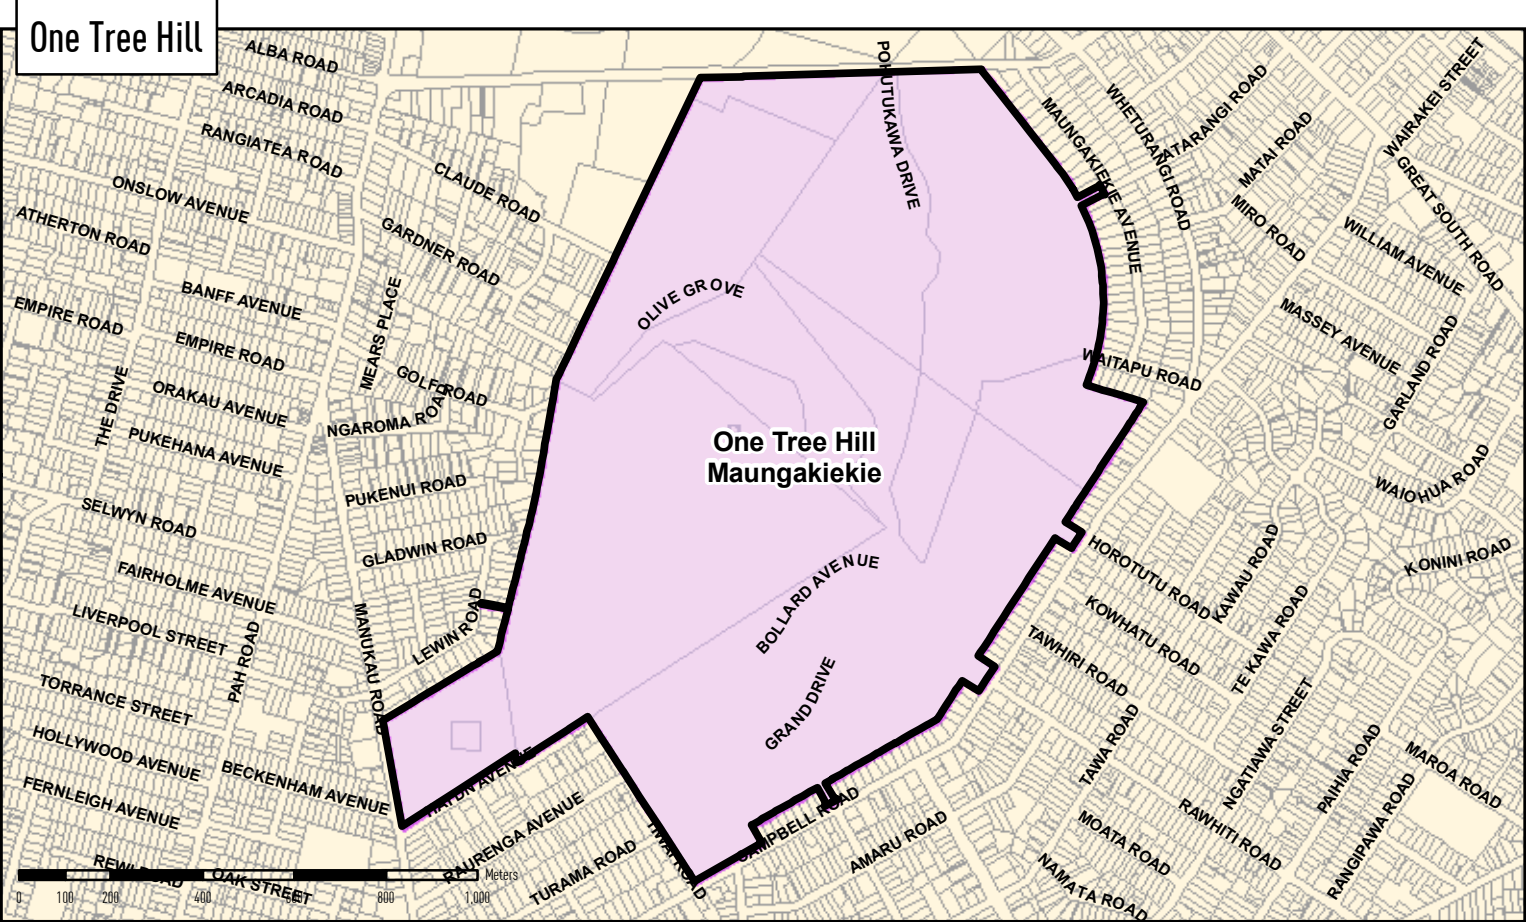 One Tree Hill
ALBA ROAD
ARCADIA ROAD
RANGIATEA ROAD
ONSLOW AVENUE
ATHERTON ROAD
CLAUDE ROAD
GARDNER ROAD
BANFF AVENUE
EMPIRE ROAD
EMPIRE ROAD
MEARS PLACE
ORAKAU AVENUE
THE DRIVE
GOLF ROAD
NGAROMA ROAD
PUKEHANA AVENUE
PUKENUI ROAD
SELWYN ROAD
GLADWIN ROAD
FAIRHOLME AVENUE
LIVERPOOL STREET
PAH ROAD
MANUKAU ROAD
LEWIN ROAD
TORRANCE STREET
HOLLYWOOD AVENUE
BECKENHAM AVENUE
FERNLEIGH AVENUE
OAK STREET
HAYDN AVENUE
RAURENGA AVENUE
TURAMA ROAD
POHUTUKAWA DRIVE
OLIVE GROVE
One Tree Hill
Maungakiekie
BOLLARD AVENUE
GRAND DRIVE
CAMPBELL ROAD
AMARU ROAD
MAUNGAKIEKIE AVENUE
WHETURANGI ROAD
ATARANGI ROAD
MATAI ROAD
WAIRAKEI STREET
GREAT SOUTH ROAD
MIRO ROAD
WILLIAM AVENUE
MASSEY AVENUE
GARLAND ROAD
WAITAPU ROAD
WAIOHUA ROAD
KONINI ROAD
HOROTUTU ROAD
KAWAU ROAD
KOWHATU ROAD
TE KAWA ROAD
TAWHIRI ROAD
TAWA ROAD
NGATIAWA STREET
PAIHIA ROAD
MAROA ROAD
RANGIPAWA ROAD
RAWHITI ROAD
MOATA ROAD
NAMATA ROAD
Meters
0 100 200 400 600 800 1,000